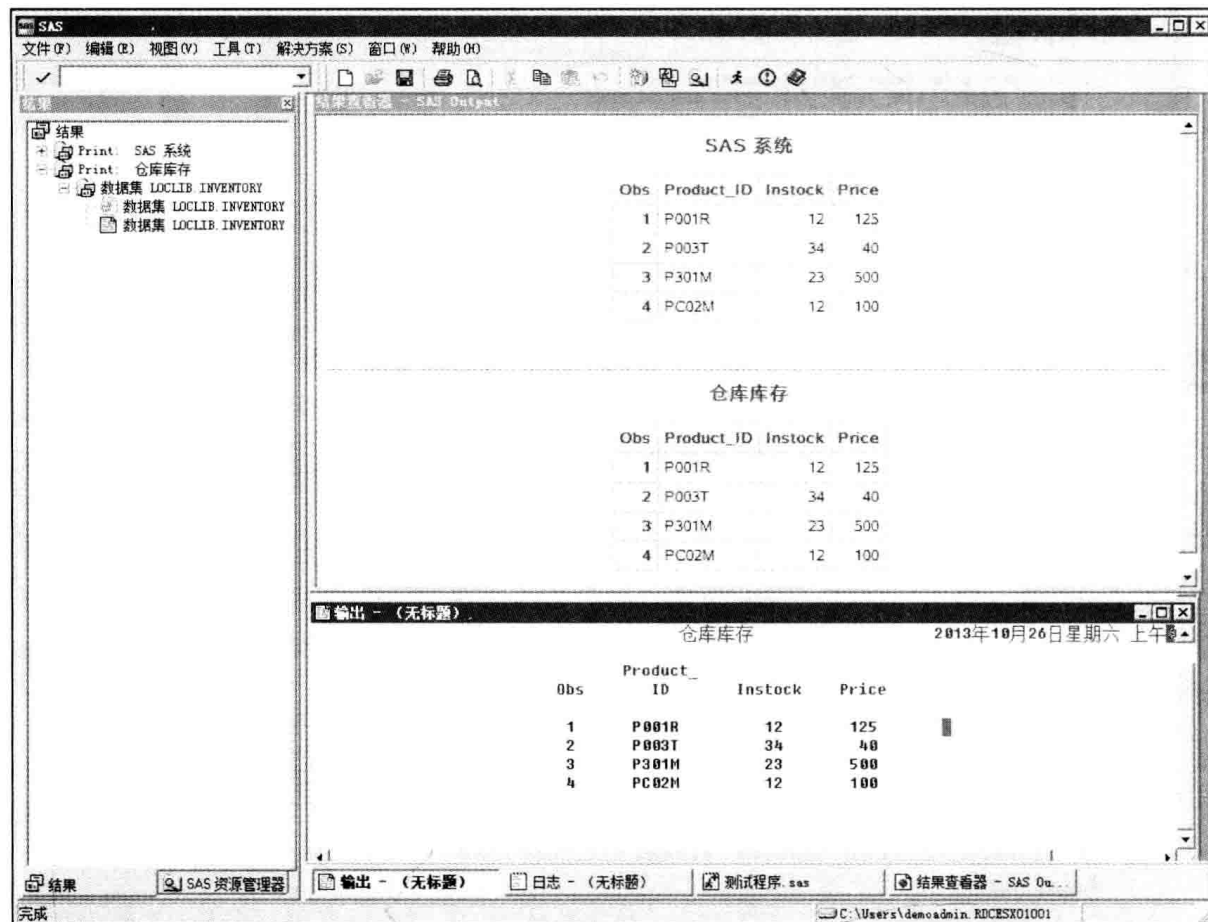 SAS
文件(F) 编辑(E) 视图(V) 工具(T) 解决方案(S) 窗口(W) 帮助(H)
结果
结果查看器 - SAS Output
结果
Print: SAS 系统
Print: 仓库库存
数据集 LOCLIB.INVENTORY
数据集 LOCLIB.INVENTORY
数据集 LOCLIB.INVENTORY
SAS 系统
Obs Product_ID Instock Price
1 P001R 12 125
2 P003T 34 40
3 P301M 23 500
4 PC02M 12 100
仓库库存
Obs Product_ID Instock Price
1 P001R 12 125
2 P003T 34 40
3 P301M 23 500
4 PC02M 12 100
输出 - (无标题)
仓库库存 2013年10月26日星期六 上午
Product_
Obs ID Instock Price
1 P001R 12 125
2 P003T 34 40
3 P301M 23 500
4 PC02M 12 100
结果 SAS 资源管理器 输出 - (无标题) 日志 - (无标题) 测试程序.sas 结果查看器 - SAS Ou...
完成 C:\Users\demoadmin.RDCESX01001